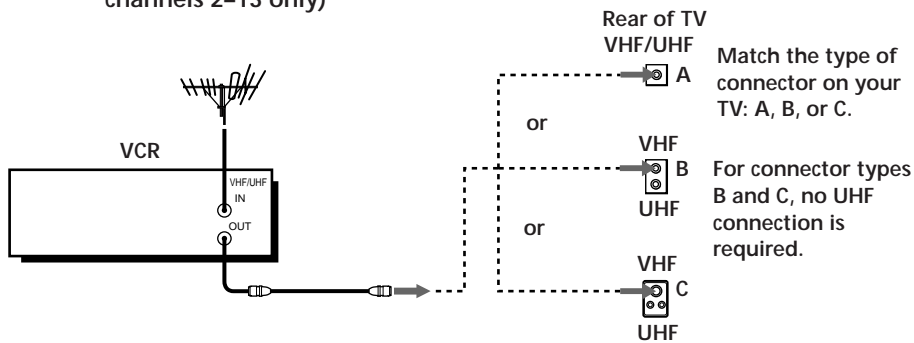 channels 2–13 only)
Rear of TV
VHF/UHF
A
Match the type of
connector on your
TV: A, B, or C.
or
VCR
VHF/UHF
IN
OUT
VHF
B
UHF
For connector types
B and C, no UHF
connection is
required.
or
VHF
C
UHF